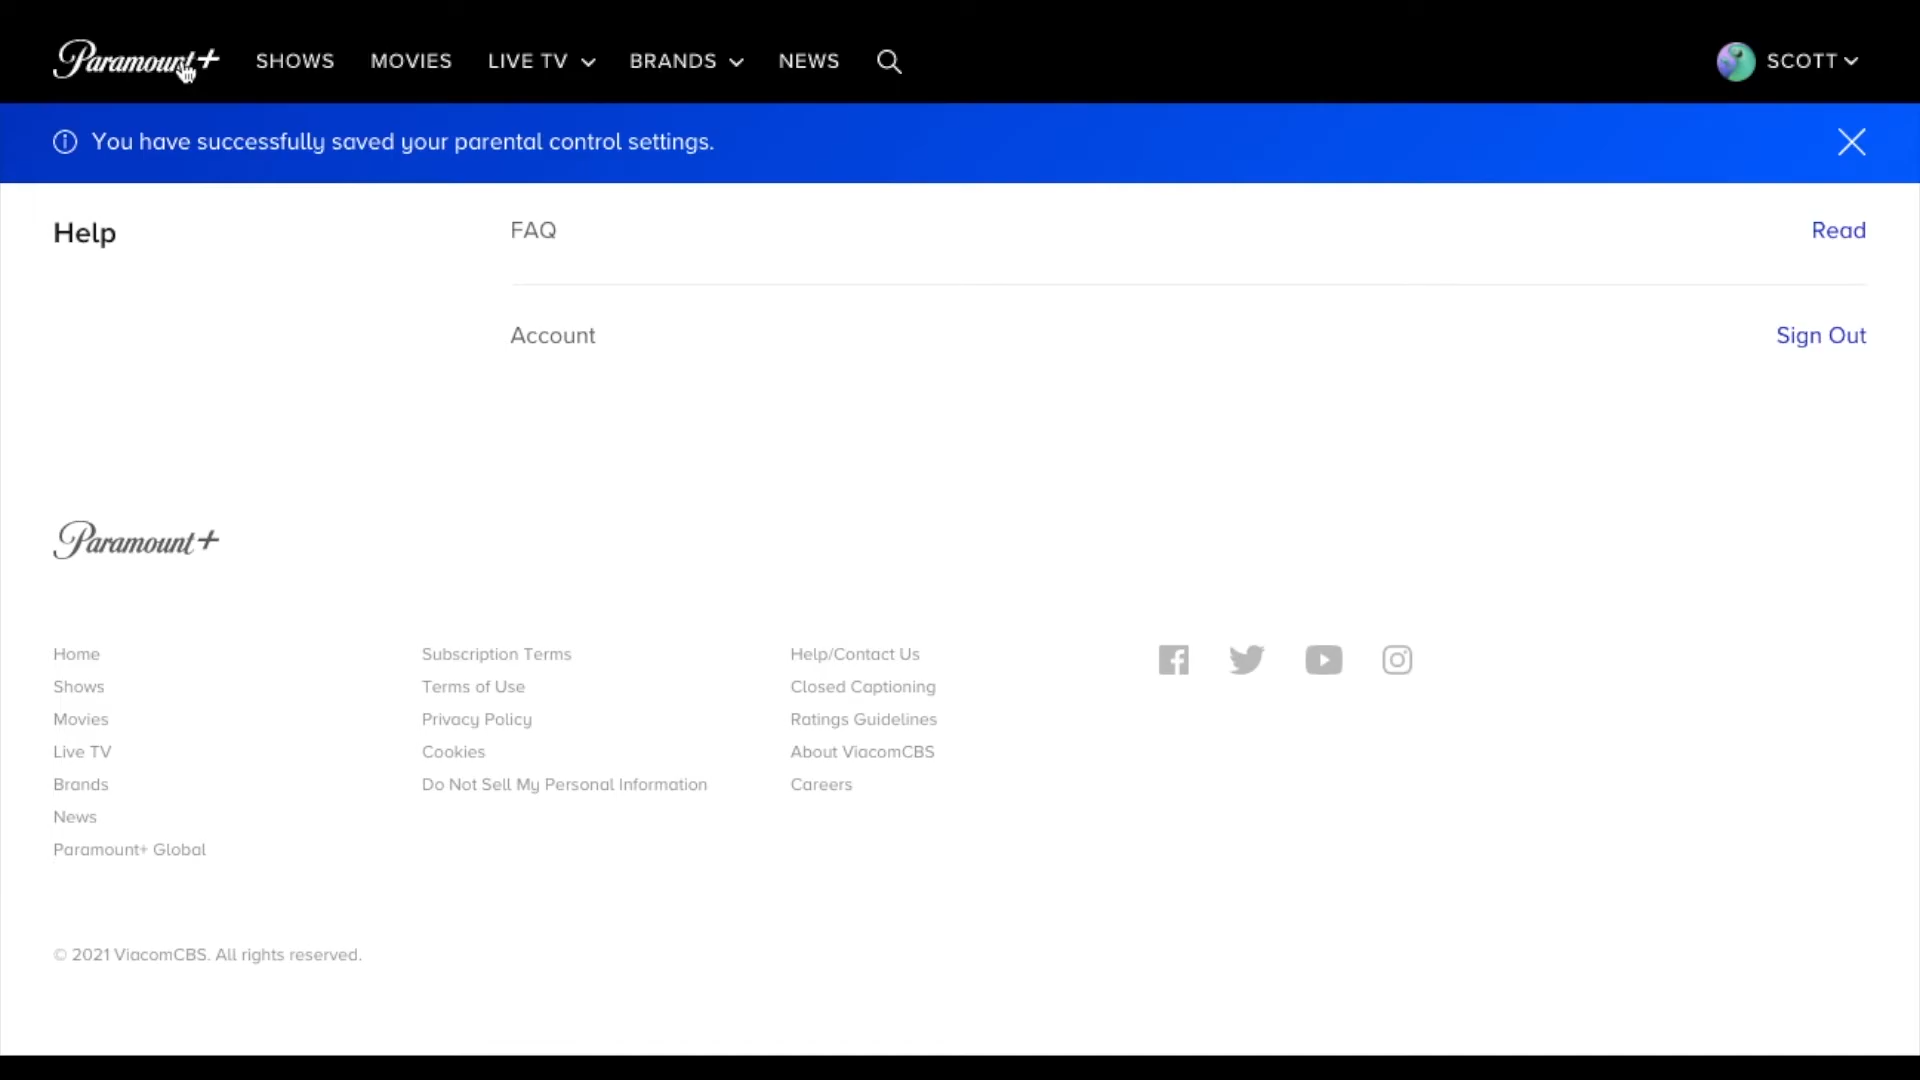 Paramount+ SHOWS MOVIES LIVE TV BRANDS NEWS SCOTT
You have successfully saved your parental control settings.
Help FAQ Read
Account Sign Out
Paramount+
Home Subscription Terms Help/Contact Us
Shows Terms of Use Closed Captioning
Movies Privacy Policy Ratings Guidelines
Live TV Cookies About ViacomCBS
Brands Do Not Sell My Personal Information Careers
News
Paramount+ Global
© 2021 ViacomCBS. All rights reserved.